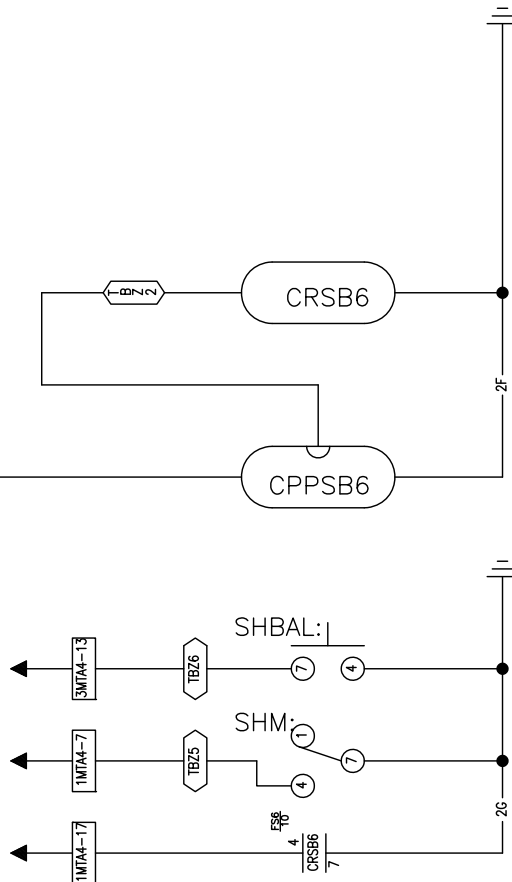 T
B
Z
2
CRSB6
2F
CPPSB6
SHBAL:
3MTA4-13
TBZ6
7
4
SHM:
1
1MTA4-7
TBZ5
7
4
FS6
10
2G
1MTA4-17
4
CRSB6
7